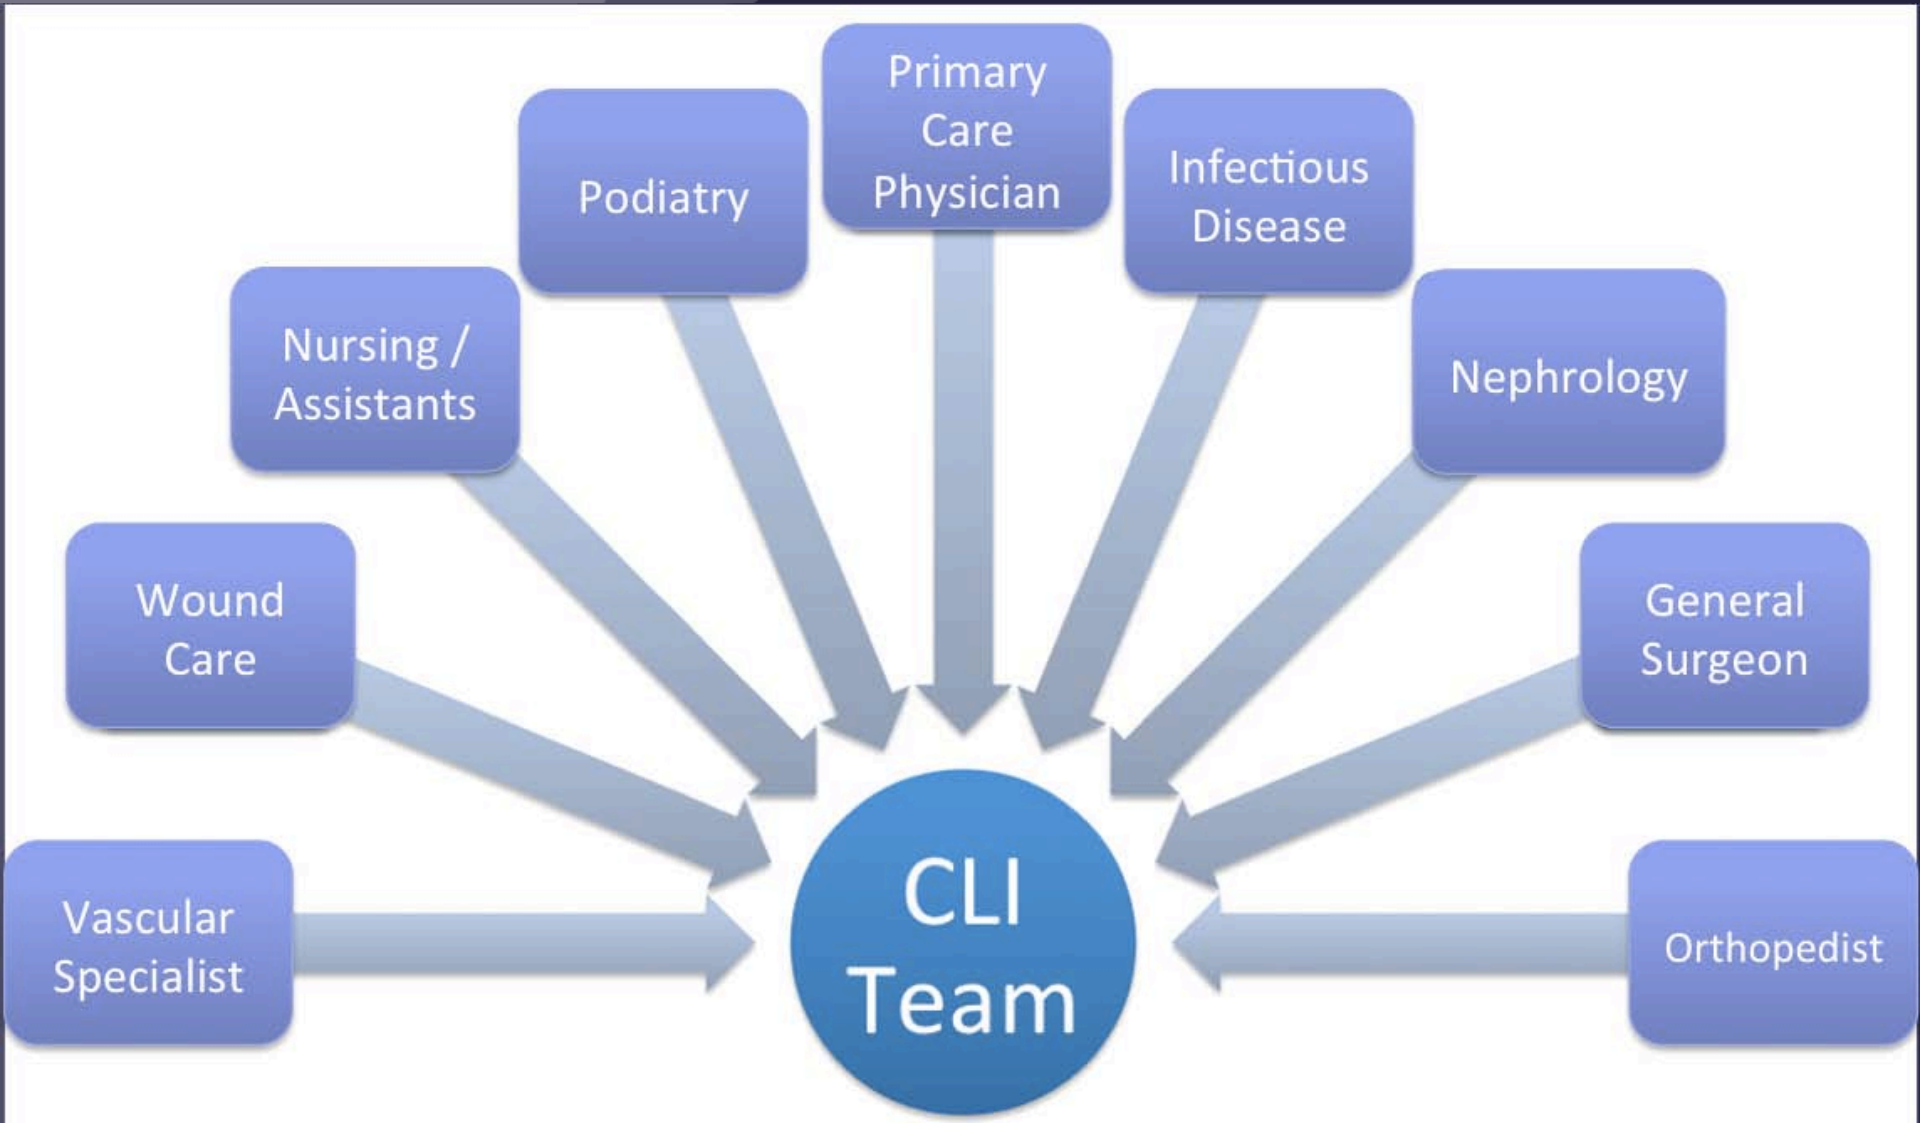 Primary
Care
Physician
Podiatry
Infectious
Disease
Nursing /
Assistants
Nephrology
Wound
Care
General
Surgeon
Vascular
Specialist
CLI
Team
Orthopedist